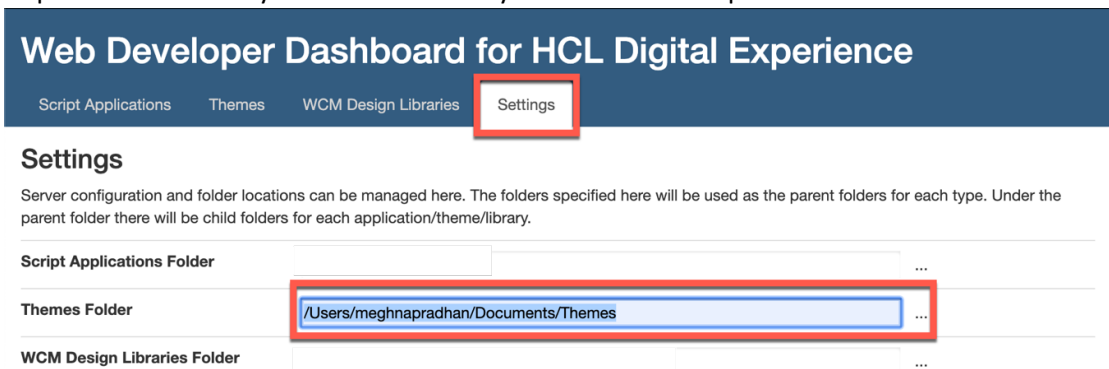 Web Developer Dashboard for HCL Digital Experience
Script Applications Themes WCM Design Libraries Settings
Settings
Server configuration and folder locations can be managed here. The folders specified here will be used as the parent folders for each type. Under the
parent folder there will be child folders for each application/theme/library.
Script Applications Folder ...
Themes Folder /Users/meghnapradhan/Documents/Themes ...
WCM Design Libraries Folder ...